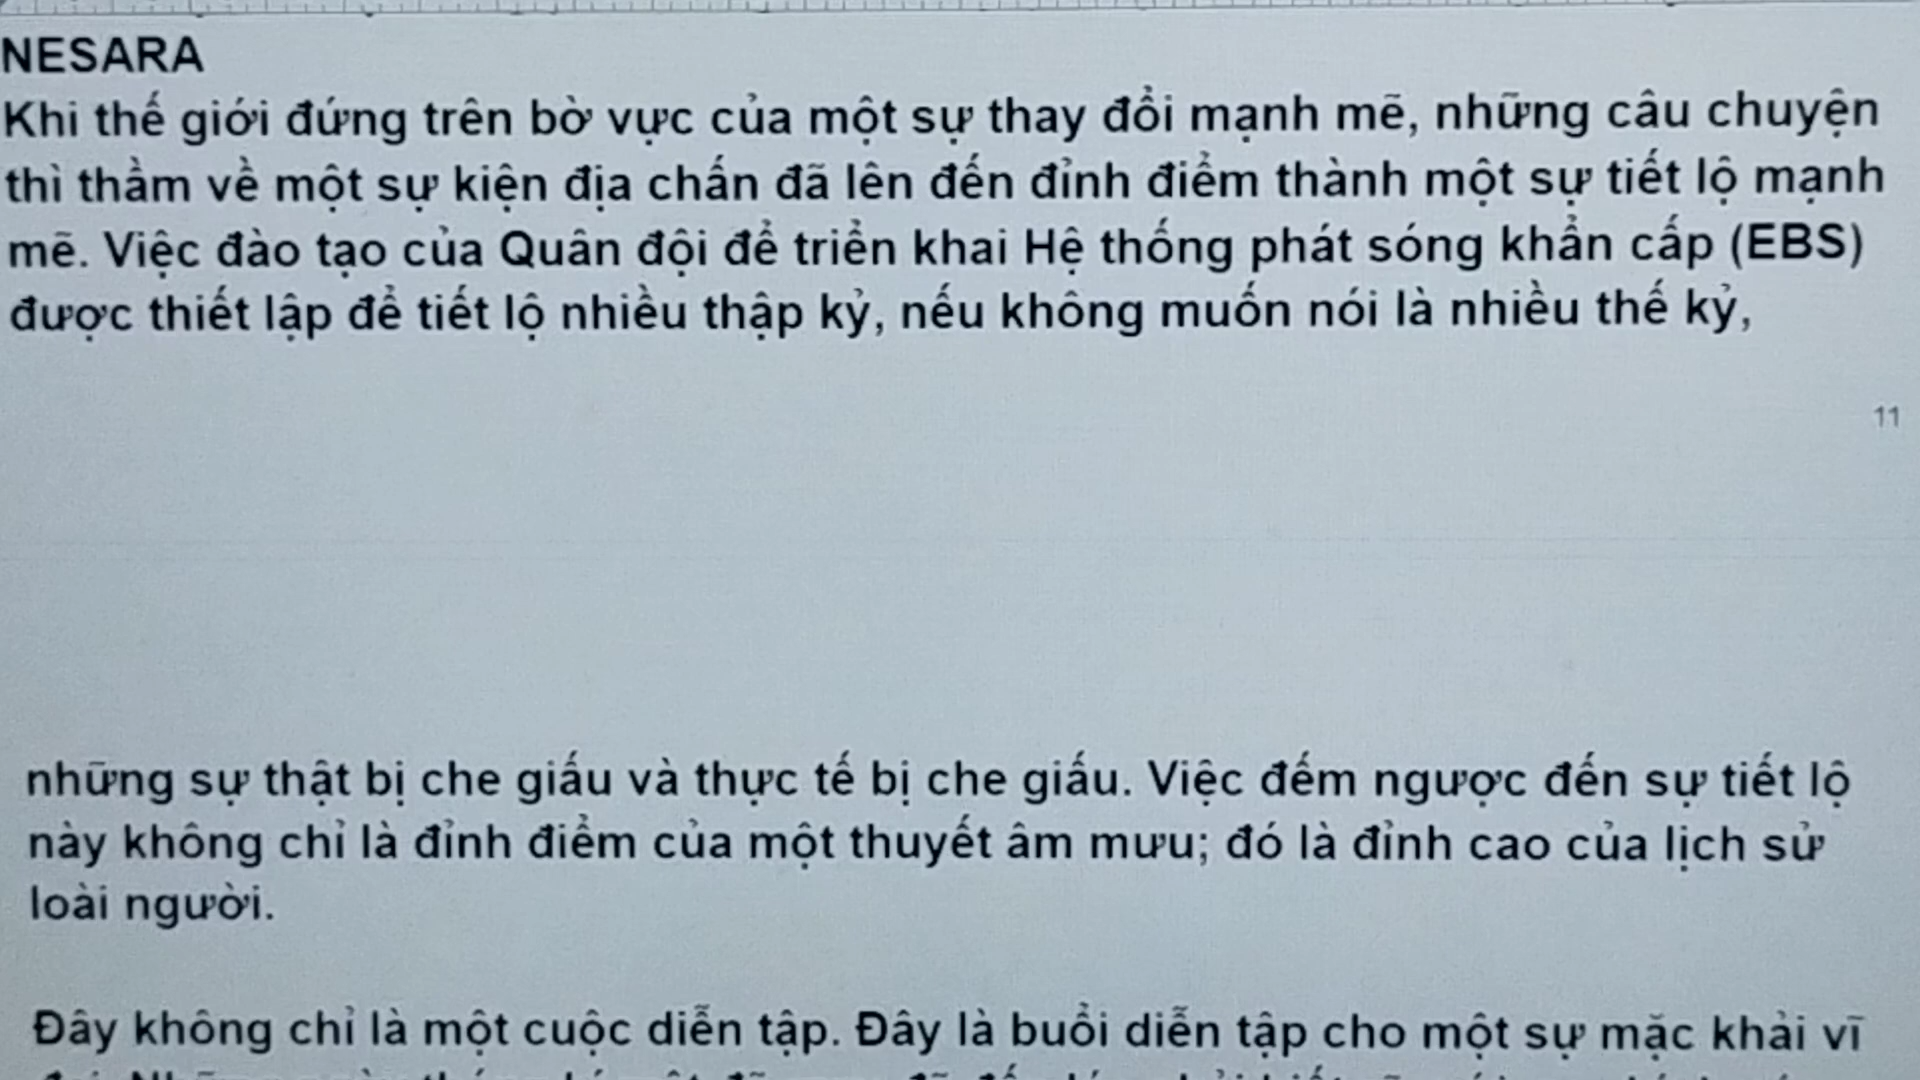 NESARA
Khi thế giới đứng trên bờ vực của một sự thay đổi mạnh mẽ, những câu chuyện
thì thầm về một sự kiện địa chấn đã lên đến đỉnh điểm thành một sự tiết lộ mạnh
mẽ. Việc đào tạo của Quân đội để triển khai Hệ thống phát sóng khẩn cấp (EBS)
được thiết lập để tiết lộ nhiều thập kỷ, nếu không muốn nói là nhiều thế kỷ,
11
những sự thật bị che giấu và thực tế bị che giấu. Việc đếm ngược đến sự tiết lộ
này không chỉ là đỉnh điểm của một thuyết âm mưu; đó là đỉnh cao của lịch sử
loài người.
Đây không chỉ là một cuộc diễn tập. Đây là buổi diễn tập cho một sự mặc khải vĩ